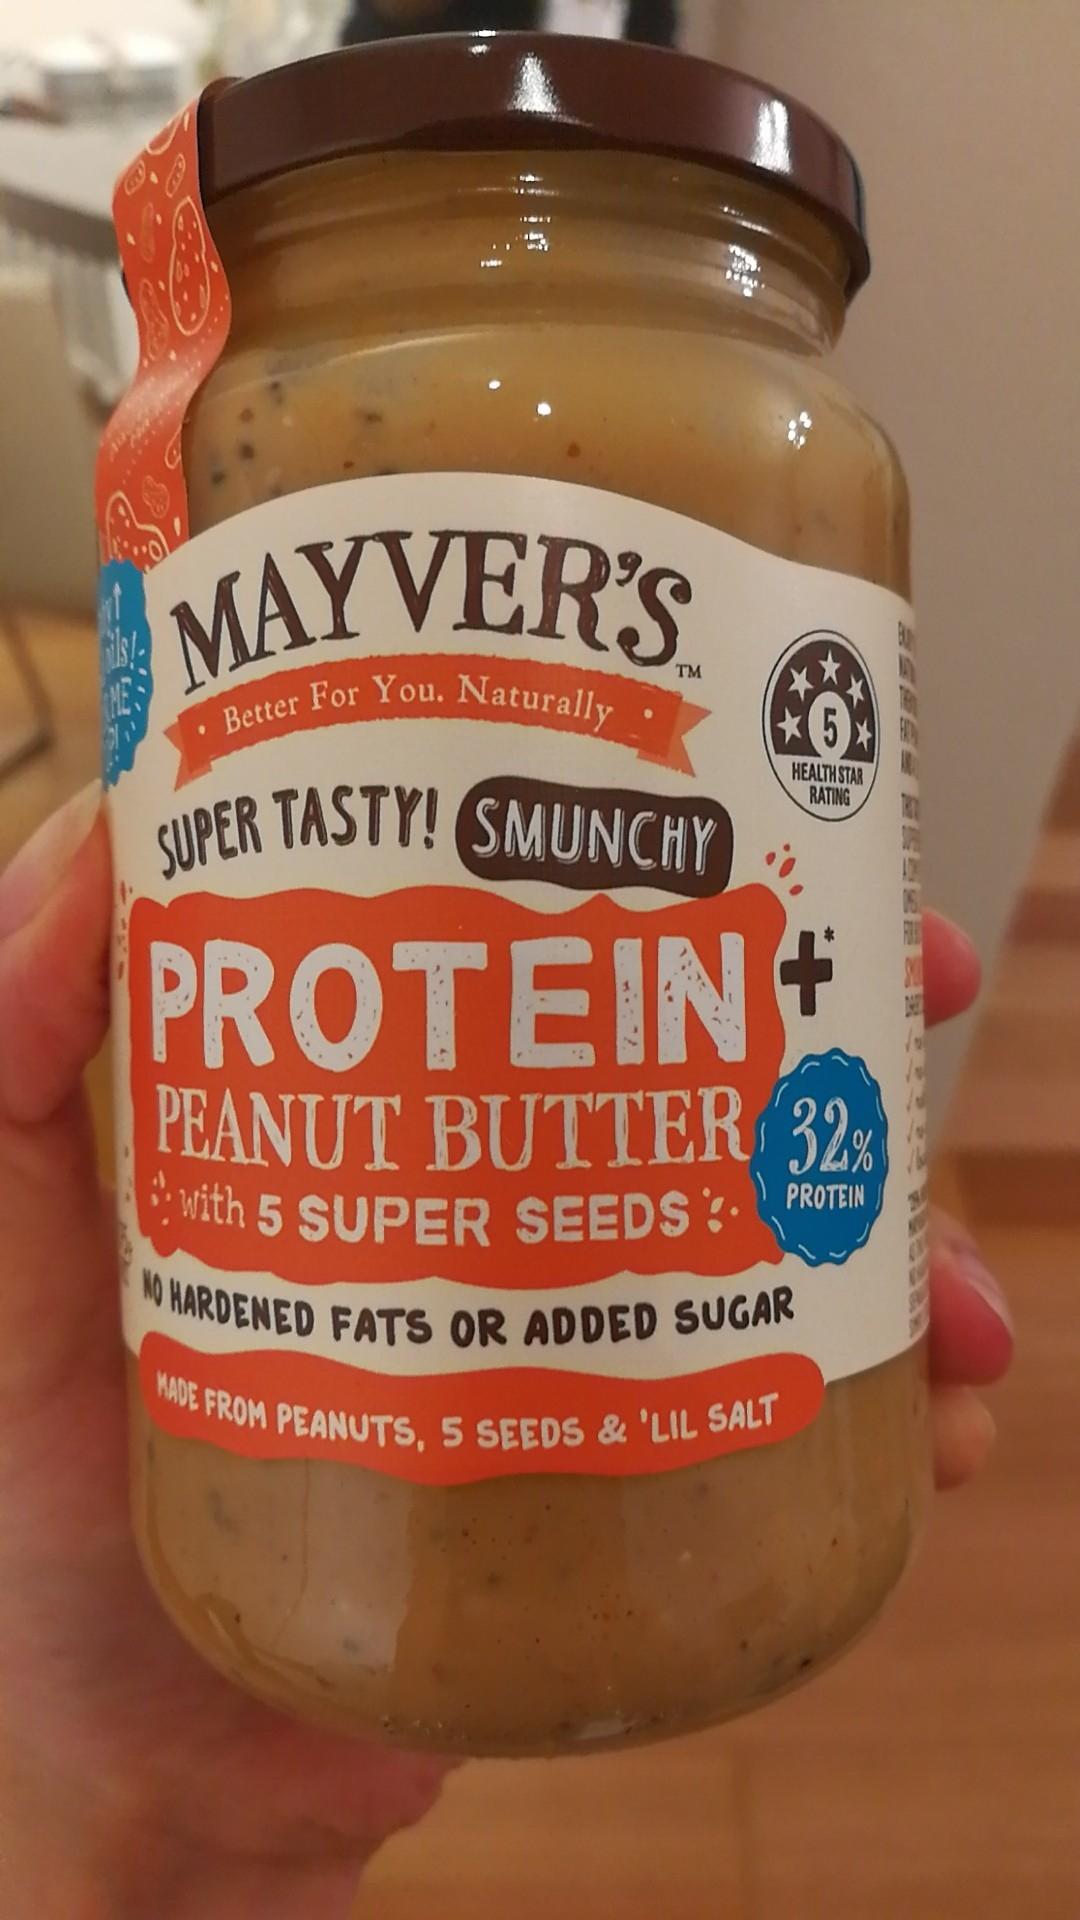 MAYVER'S™
Better For You. Naturally
5
HEALTH STAR
RATING
SUPER TASTY! SMUNCHY
PROTEIN+*
PEANUT BUTTER
with 5 SUPER SEEDS
32%
PROTEIN
NO HARDENED FATS OR ADDED SUGAR
MADE FROM PEANUTS, 5 SEEDS & 'LIL SALT